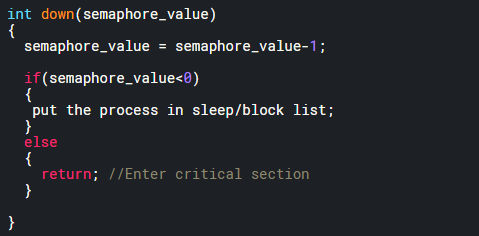 int down(semaphore_value)
{
  semaphore_value = semaphore_value-1;

  if(semaphore_value<0)
  {
   put the process in sleep/block list;
  }
  else
  {
    return; //Enter critical section
  }

}